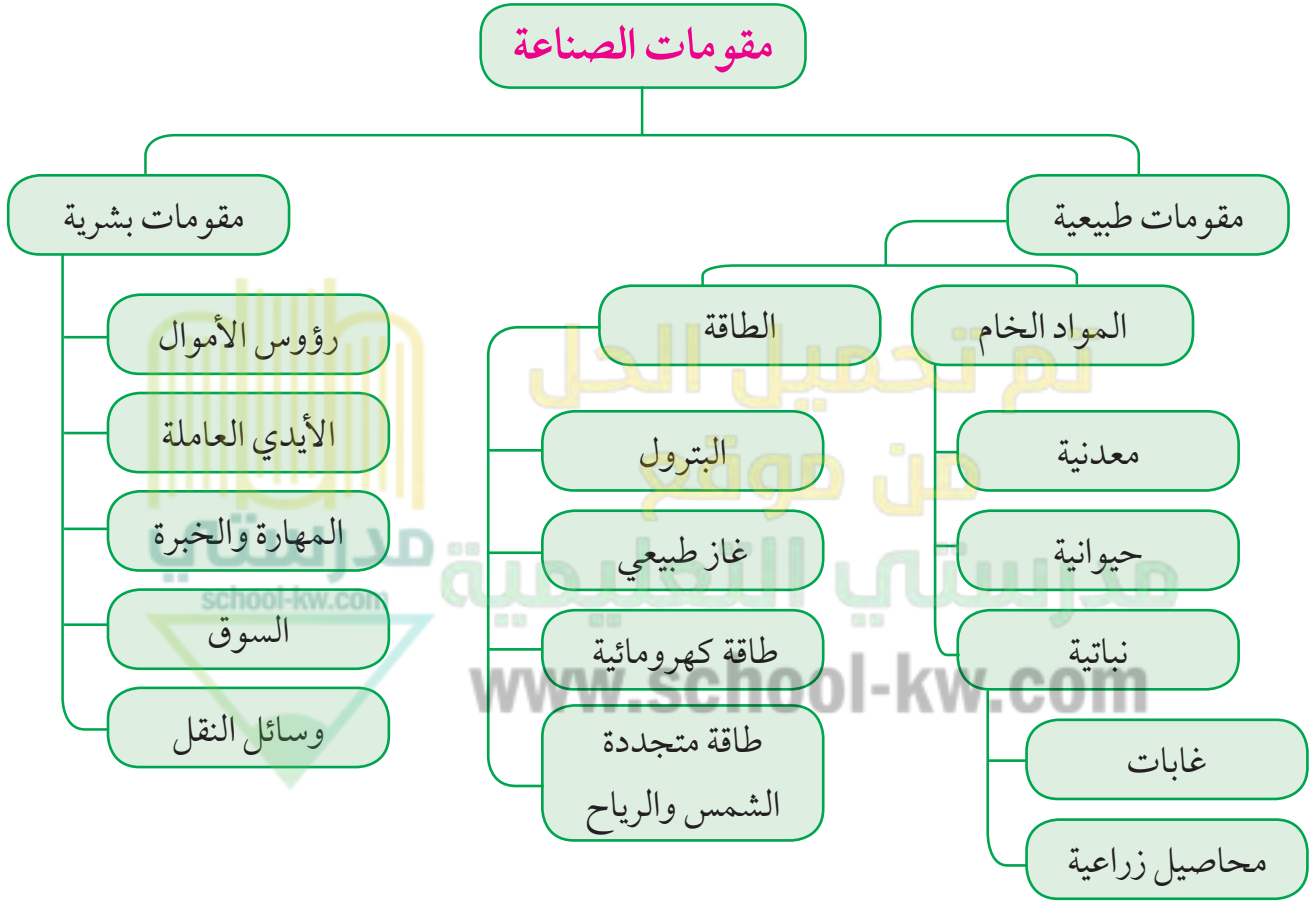 مقومات الصناعة
مقومات طبيعية
المواد الخام
معدنية
حيوانية
نباتية
غابات
محاصيل زراعية
الطاقة
البترول
غاز طبيعي
طاقة كهرومائية
طاقة متجددة
الشمس والرياح
مقومات بشرية
رؤوس الأموال
الأيدي العاملة
المهارة والخبرة
السوق
وسائل النقل
تم تحميل الحل
من موقع
مدرستي التعليمية
www.school-kw.com
مدرستي
school-kw.com